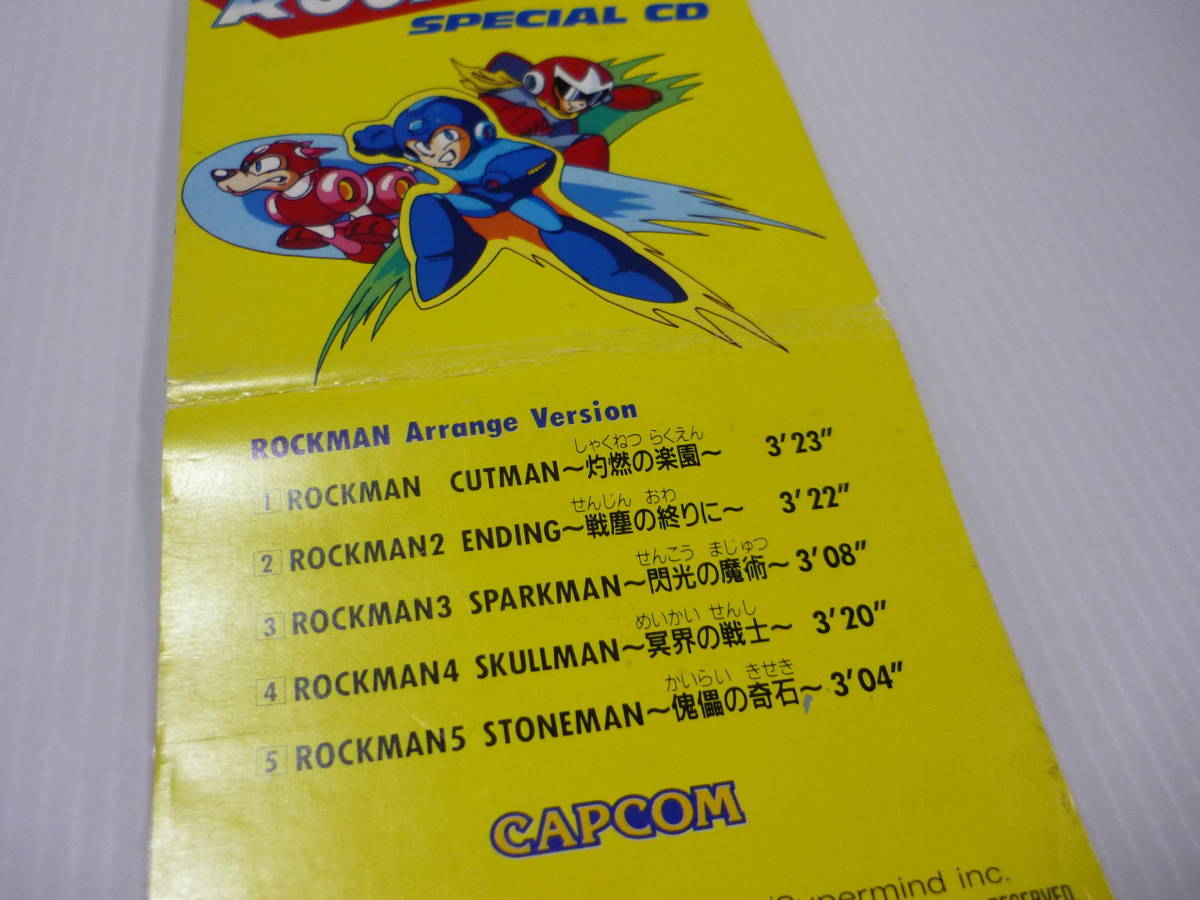 SPECIAL CD
ROCKMAN Arrange Version
しゃくねつ らくえん
1 ROCKMAN CUTMAN〜灼燃の楽園〜 3'23"
せんじん おわ
2 ROCKMAN2 ENDING〜戦塵の終りに〜 3'22"
せんこう まじゅつ
3 ROCKMAN3 SPARKMAN〜閃光の魔術〜 3'08"
めいかい せんし
4 ROCKMAN4 SKULLMAN〜冥界の戦士〜 3'20"
かいらい きせき
5 ROCKMAN5 STONEMAN〜傀儡の奇石〜 3'04"
CAPCOM
/Supermind inc.
RESERVED